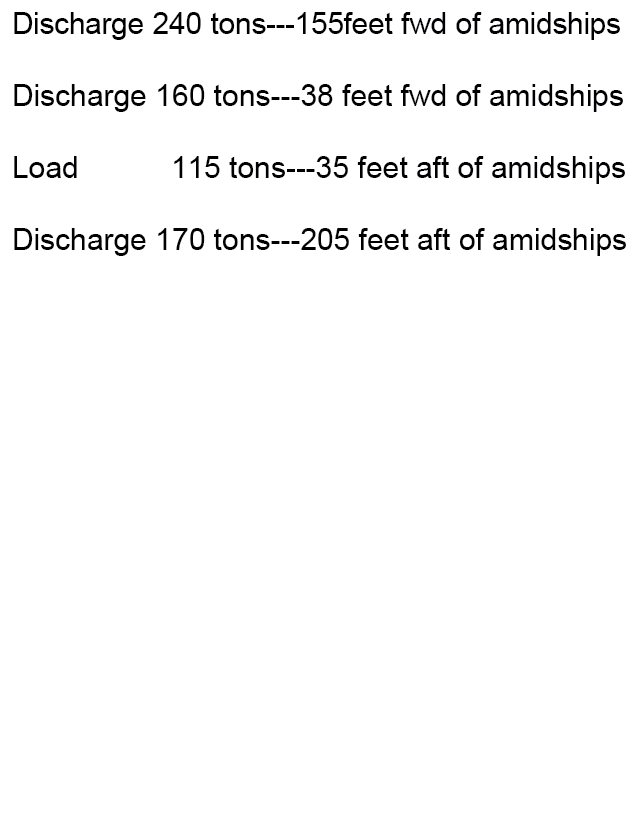 Discharge 240 tons---155feet fwd of amidships
Discharge 160 tons---38 feet fwd of amidships
Load 115 tons---35 feet aft of amidships
Discharge 170 tons---205 feet aft of amidships